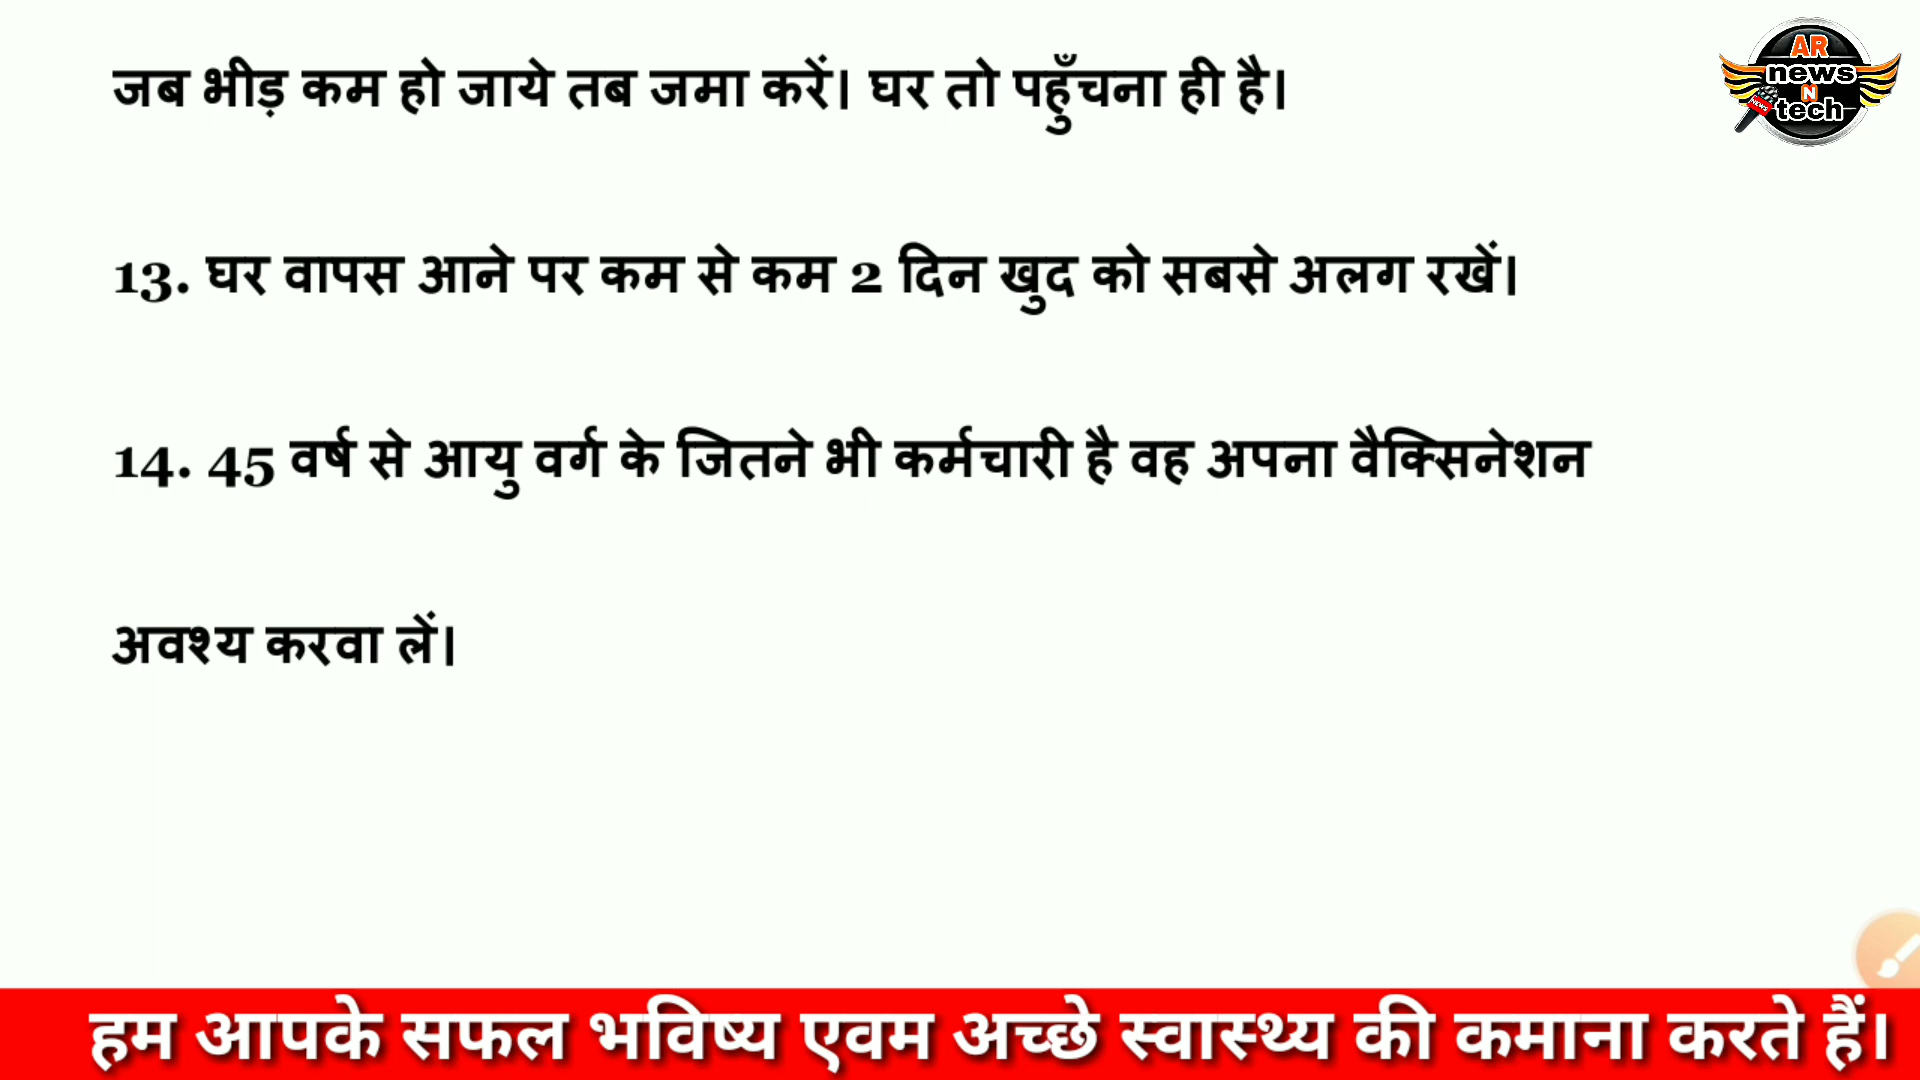 जब भीड़ कम हो जाये तब जमा करें। घर तो पहुँचना ही है।
AR
news
N
tech
NEWS
13. घर वापस आने पर कम से कम 2 दिन खुद को सबसे अलग रखें।
14. 45 वर्ष से आयु वर्ग के जितने भी कर्मचारी है वह अपना वैक्सिनेशन
अवश्य करवा लें।
हम आपके सफल भविष्य एवम अच्छे स्वास्थ्य की कमाना करते हैं।